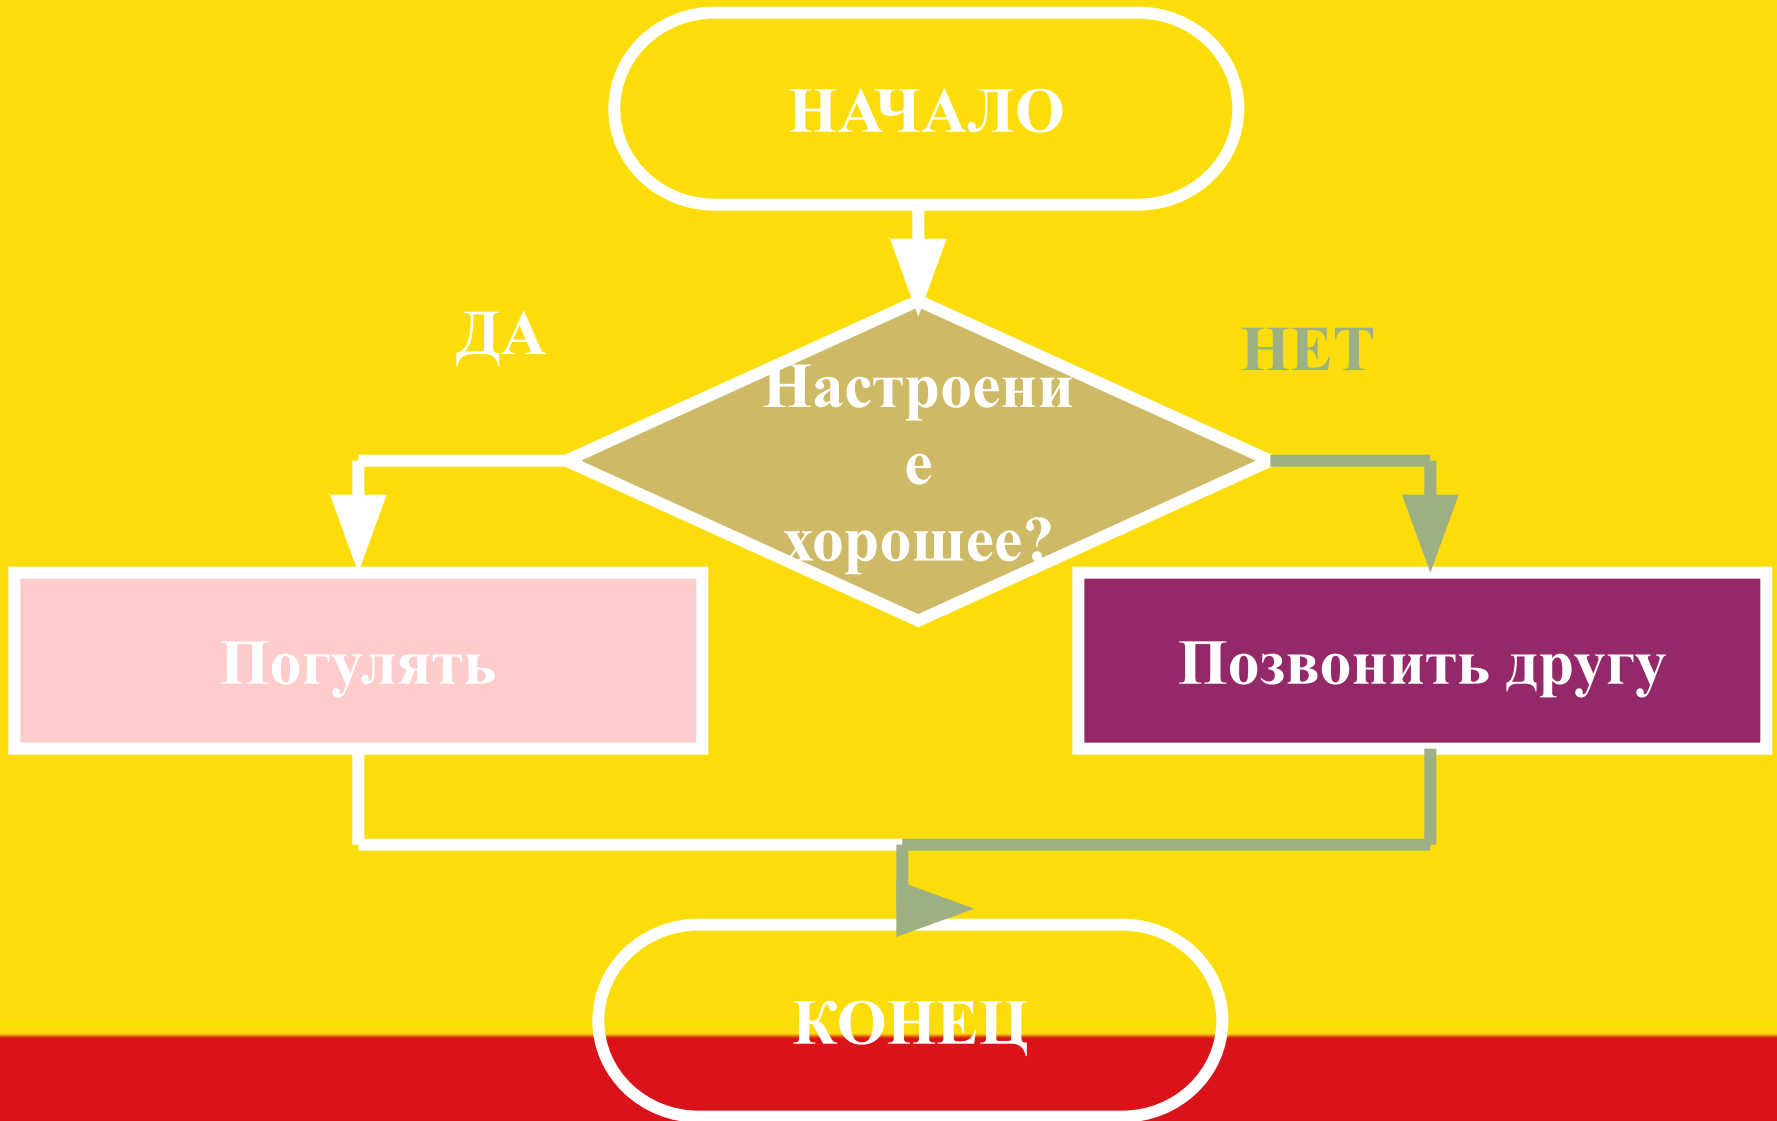 НАЧАЛО
ДА
НЕТ
Настроени
е
хорошее?
Погулять
Позвонить другу
КОНЕЦ